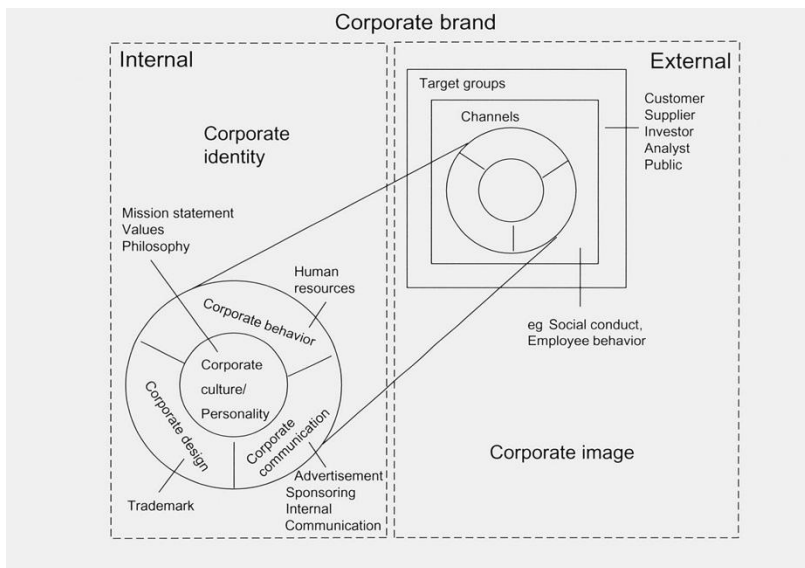 Corporate brand
Internal
Corporate
identity
Mission statement
Values
Philosophy
Human
resources
Corporate behavior
Corporate
culture/
Personality
Corporate design
Corporate
communication
Trademark
Advertisement
Sponsoring
Internal
Communication
External
Target groups
Channels
Customer
Supplier
Investor
Analyst
Public
eg Social conduct,
Employee behavior
Corporate image